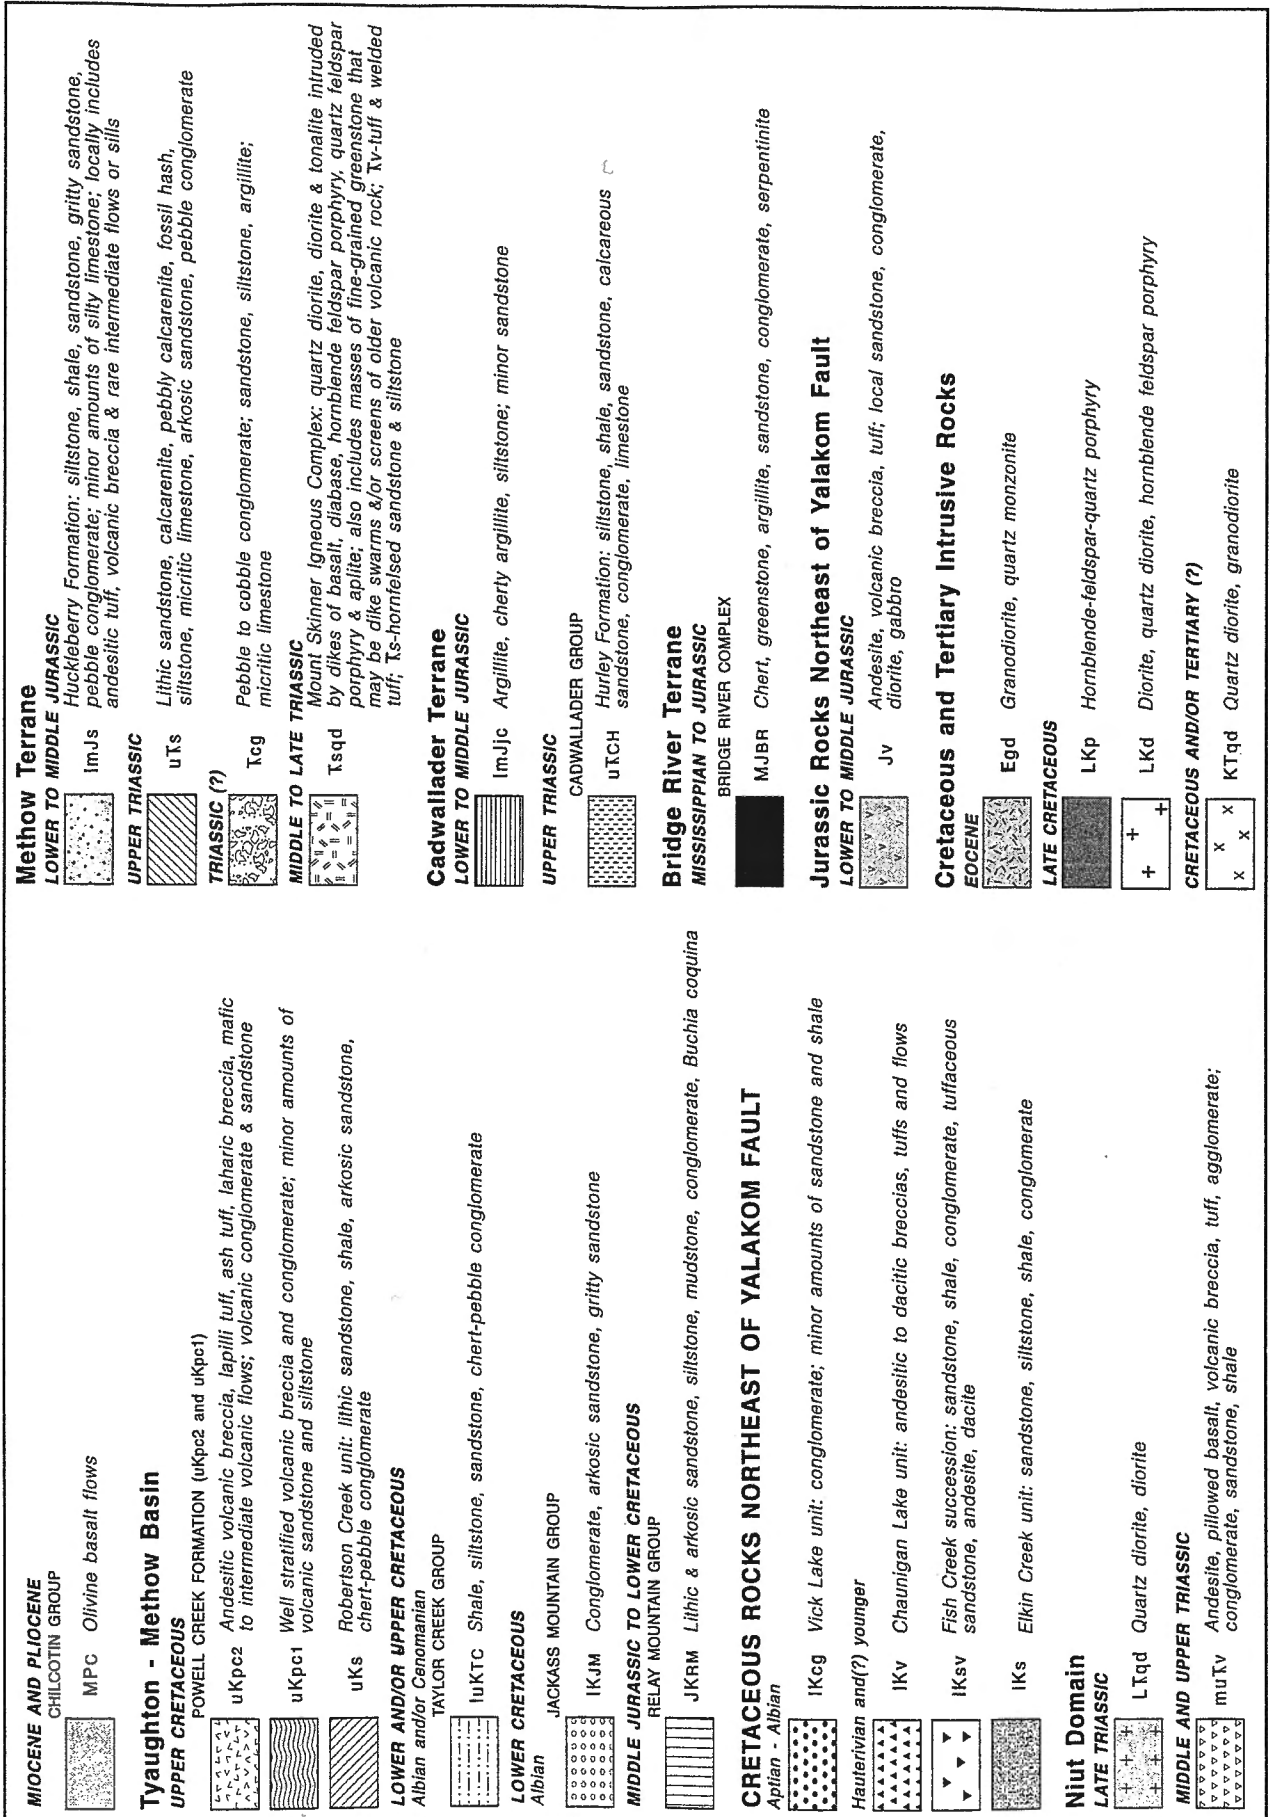 MIOCENE AND PLIOCENE
CHILCOTIN GROUP
MPC Olivine basalt flows
Tyaughton - Methow Basin
UPPER CRETACEOUS
POWELL CREEK FORMATION (uKpc2 and uKpc1)
uKpc2 Andesitic volcanic breccia, lapilli tuff, ash tuff, laharic breccia, mafic
to intermediate volcanic flows; volcanic conglomerate & sandstone
uKpc1 Well stratified volcanic breccia and conglomerate; minor amounts of
volcanic sandstone and siltstone
uKs Robertson Creek unit: lithic sandstone, shale, arkosic sandstone,
chert-pebble conglomerate
LOWER AND/OR UPPER CRETACEOUS
Albian and/or Cenomanian
TAYLOR CREEK GROUP
luKTC Shale, siltstone, sandstone, chert-pebble conglomerate
LOWER CRETACEOUS
Albian
JACKASS MOUNTAIN GROUP
lKJM Conglomerate, arkosic sandstone, gritty sandstone
MIDDLE JURASSIC TO LOWER CRETACEOUS
RELAY MOUNTAIN GROUP
JKRM Lithic & arkosic sandstone, siltstone, mudstone, conglomerate, Buchia coquina
CRETACEOUS ROCKS NORTHEAST OF YALAKOM FAULT
Aptian - Albian
lKcg Vick Lake unit: conglomerate; minor amounts of sandstone and shale
Hauterivian and(?) younger
lKv Chaunigan Lake unit: andesitic to dacitic breccias, tuffs and flows
lKsv Fish Creek succession: sandstone, shale, conglomerate, tuffaceous
sandstone, andesite, dacite
lKs Elkin Creek unit: sandstone, siltstone, shale, conglomerate
Niut Domain
LATE TRIASSIC
LTqd Quartz diorite, diorite
MIDDLE AND UPPER TRIASSIC
muTv Andesite, pillowed basalt, volcanic breccia, tuff, agglomerate;
conglomerate, sandstone, shale
Methow Terrane
LOWER TO MIDDLE JURASSIC
lmJs Huckleberry Formation: siltstone, shale, sandstone, gritty sandstone,
pebble conglomerate; minor amounts of silty limestone; locally includes
andesitic tuff, volcanic breccia & rare intermediate flows or sills
UPPER TRIASSIC
uTs Lithic sandstone, calcarenite, pebbly calcarenite, fossil hash,
siltstone, micritic limestone, arkosic sandstone, pebble conglomerate
TRIASSIC (?)
Tcg Pebble to cobble conglomerate; sandstone, siltstone, argillite;
micritic limestone
MIDDLE TO LATE TRIASSIC
Tsqd Mount Skinner Igneous Complex: quartz diorite, diorite & tonalite intruded
by dikes of basalt, diabase, hornblende feldspar porphyry, quartz feldspar
porphyry & aplite; also includes masses of fine-grained greenstone that
may be dike swarms &/or screens of older volcanic rock; Tv-tuff & welded
tuff; Ts-hornfelsed sandstone & siltstone
Cadwallader Terrane
LOWER TO MIDDLE JURASSIC
lmJjc Argillite, cherty argillite, siltstone; minor sandstone
UPPER TRIASSIC
CADWALLADER GROUP
uTCH Hurley Formation: siltstone, shale, sandstone, calcareous
sandstone, conglomerate, limestone
Bridge River Terrane
MISSISSIPPIAN TO JURASSIC
BRIDGE RIVER COMPLEX
MJBR Chert, greenstone, argillite, sandstone, conglomerate, serpentinite
Jurassic Rocks Northeast of Yalakom Fault
LOWER TO MIDDLE JURASSIC
Jv Andesite, volcanic breccia, tuff; local sandstone, conglomerate,
diorite, gabbro
Cretaceous and Tertiary Intrusive Rocks
EOCENE
Egd Granodiorite, quartz monzonite
LATE CRETACEOUS
LKp Hornblende-feldspar-quartz porphyry
LKd Diorite, quartz diorite, hornblende feldspar porphyry
CRETACEOUS AND/OR TERTIARY (?)
KTqd Quartz diorite, granodiorite